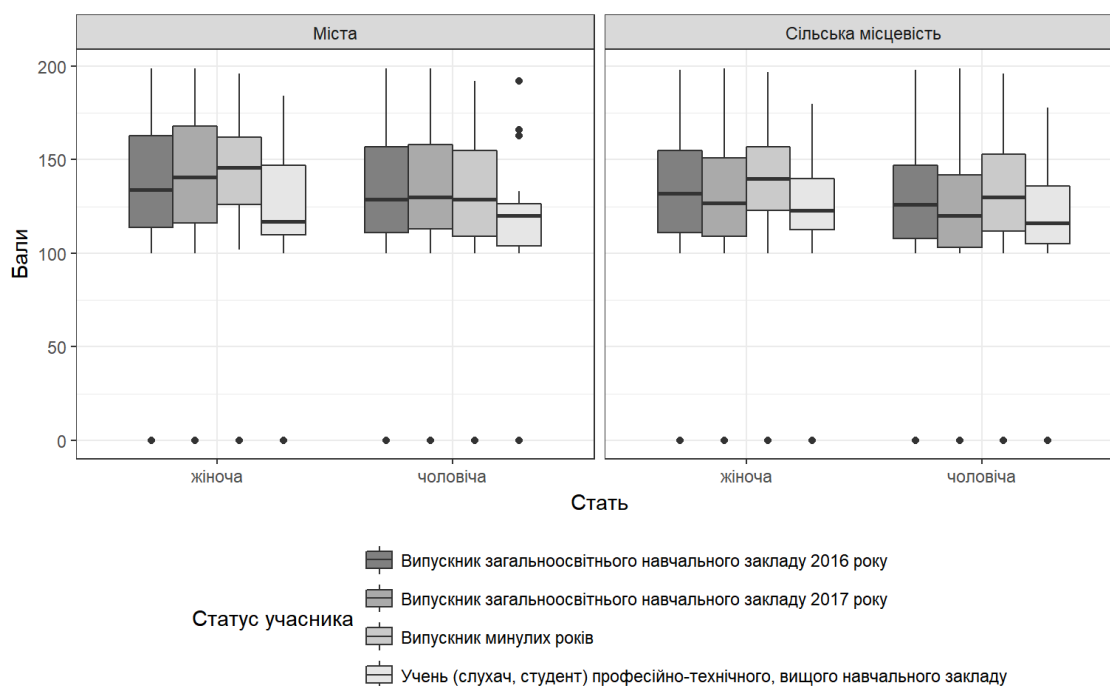 Міста
Сільська місцевість
Бали
200
150
100
50
0
жіноча
чоловіча
жіноча
чоловіча
Стать
Статус учасника
Випускник загальноосвітнього навчального закладу 2016 року
Випускник загальноосвітнього навчального закладу 2017 року
Випускник минулих років
Учень (слухач, студент) професійно-технічного, вищого навчального закладу